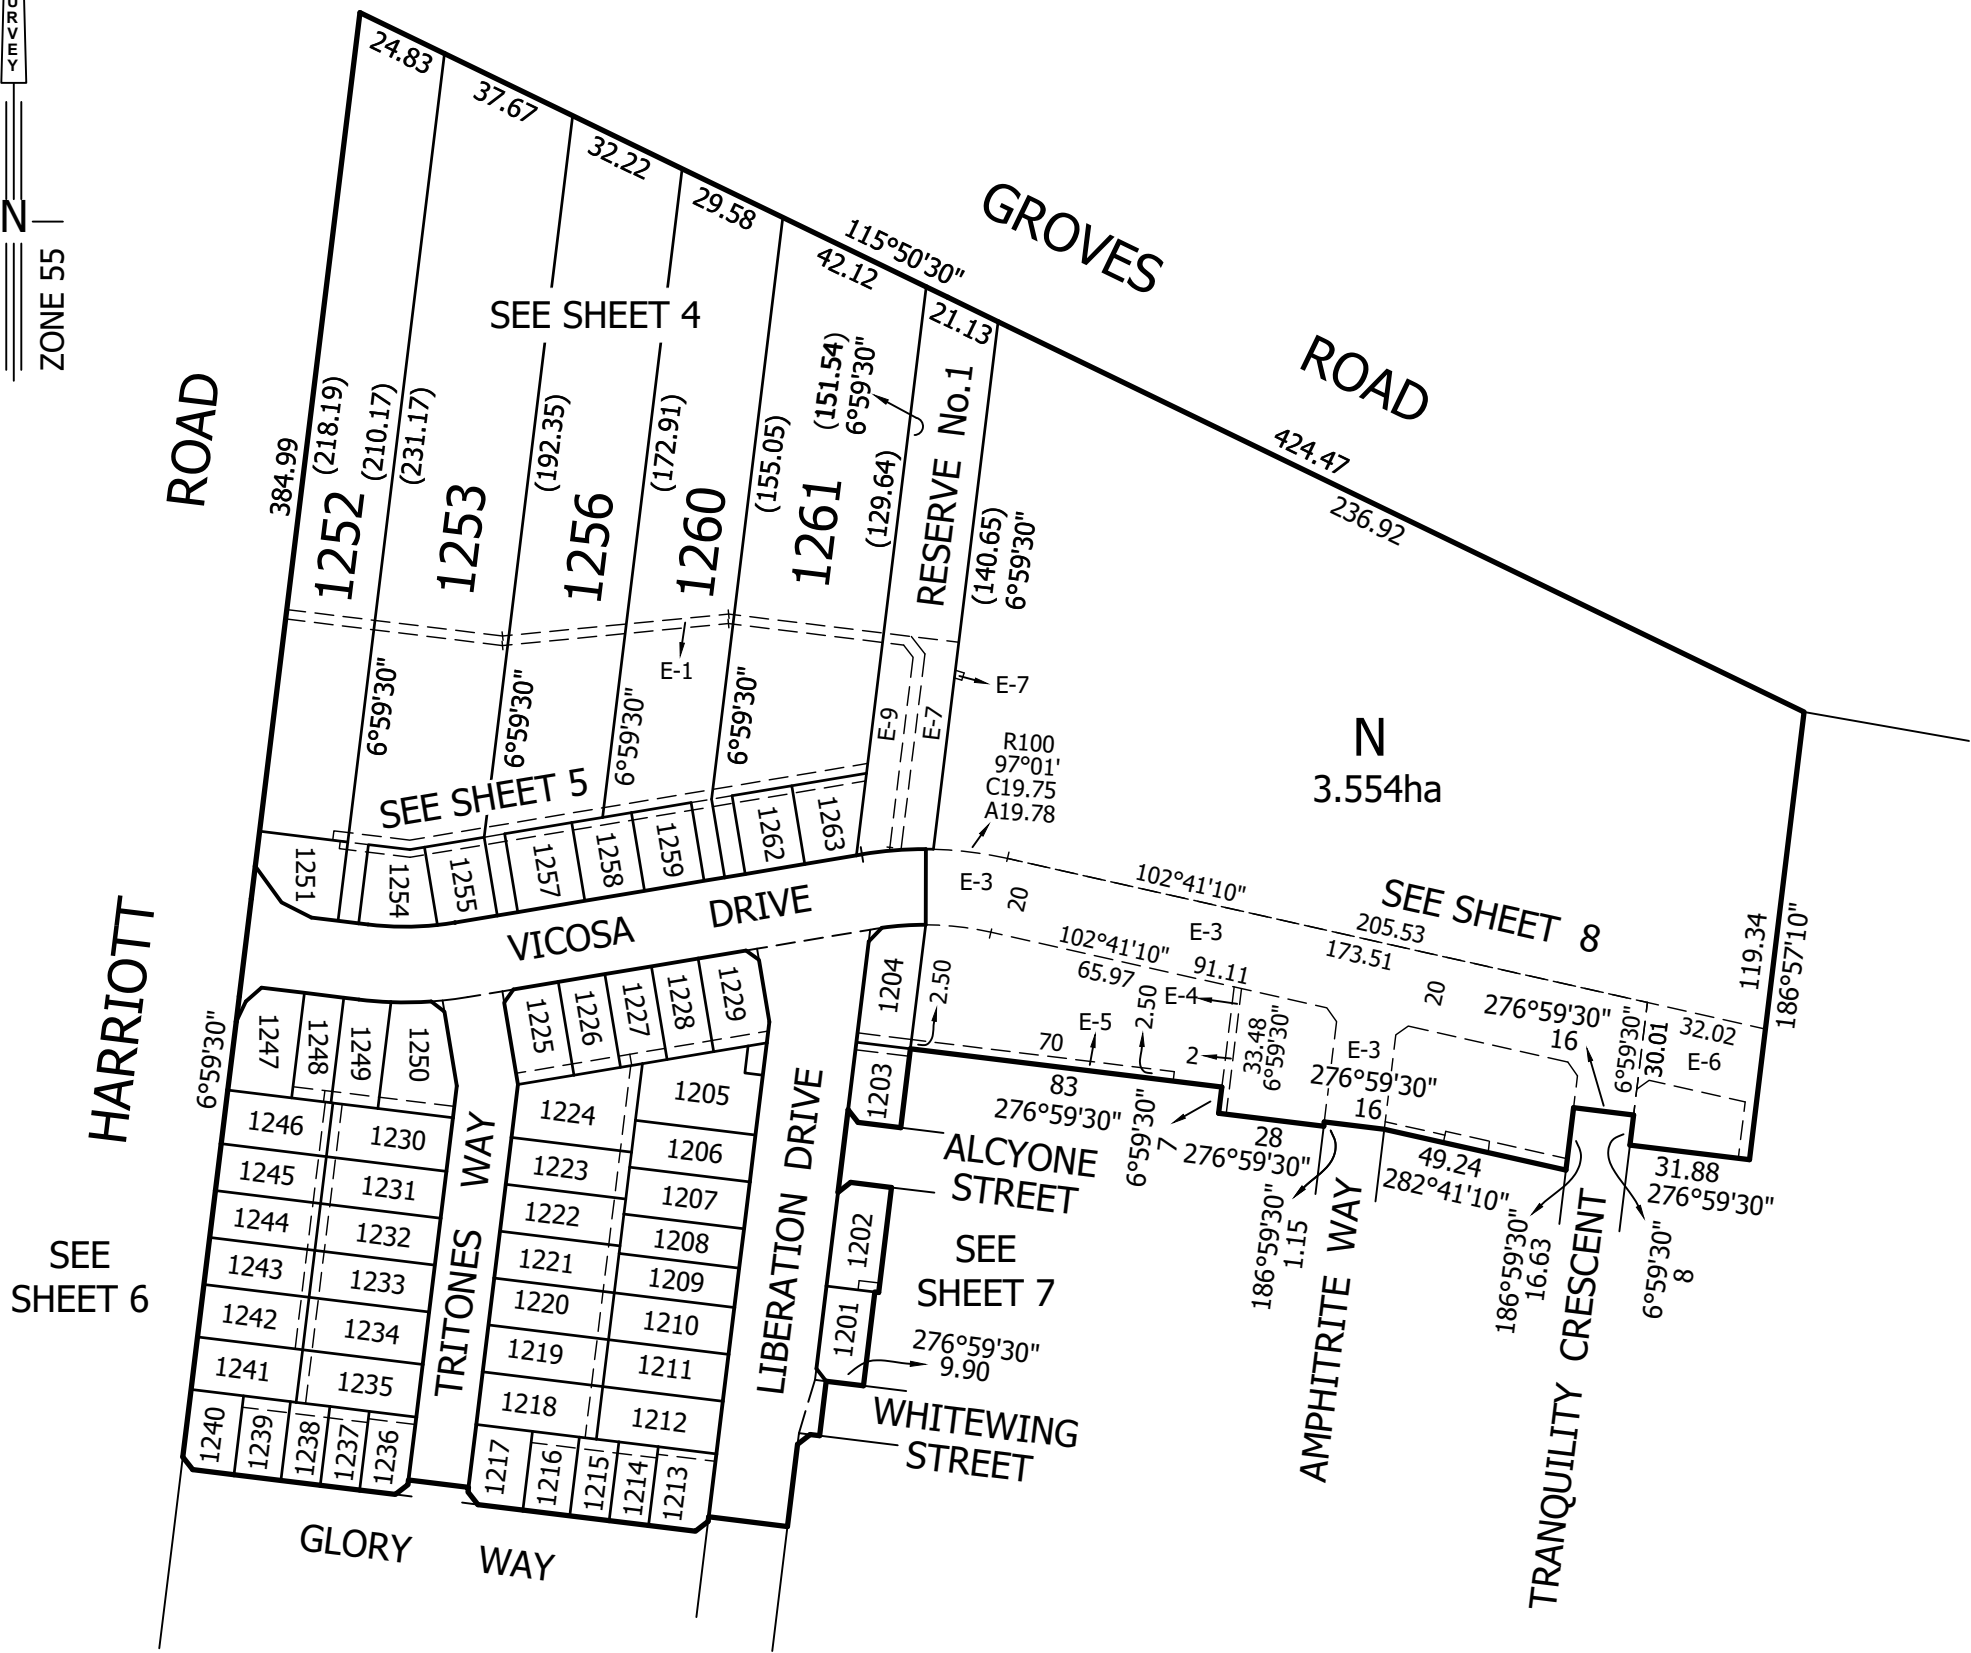 U
R
V
E
Y
N
ZONE 55
24.83
37.67
32.22
29.58
115°50'30"
42.12
21.13
GROVES
ROAD
424.47
236.92
SEE SHEET 4
ROAD
384.99
(218.19)
(210.17)
(231.17)
(192.35)
(172.91)
(155.05)
(151.54)
6°59'30"
(129.64)
RESERVE No.1
(140.65)
6°59'30"
1252
1253
1256
1260
1261
E-1
E-7
E-9
E-7
6°59'30"
6°59'30"
6°59'30"
6°59'30"
N
3.554ha
R100
97°01'
C19.75
A19.78
SEE SHEET 5
1251
1254
1255
1257
1258
1259
1262
1263
VICOSA DRIVE
E-3
20
102°41'10"
SEE SHEET 8
205.53
173.51
102°41'10"
65.97
E-3
91.11
E-4
20
119.34
186°57'10"
276°59'30"
16
6°59'30"
30.01
32.02
E-6
HARRIOTT
6°59'30"
1204
2.50
70
E-5
2.50
2
33.48
6°59'30"
E-3
276°59'30"
16
1203
83
276°59'30"
6°59'30"
7
28
276°59'30"
49.24
282°41'10"
31.88
276°59'30"
186°59'30"
1.15
186°59'30"
16.63
6°59'30"
8
1247
1248
1249
1250
1225
1226
1227
1228
1229
1246
1230
1245
1231
1244
1232
1243
1233
1242
1234
1241
1235
1240
1239
1238
1237
1236
TRITONES WAY
1224
1205
1223
1206
1222
1207
1221
1208
1220
1209
1219
1210
1218
1211
1212
1217
1216
1215
1214
1213
LIBERATION DRIVE
ALCYONE
STREET
1202
SEE
SHEET 7
1201
276°59'30"
9.90
WHITEWING
STREET
AMPHITRITE WAY
TRANQUILITY CRESCENT
SEE
SHEET 6
GLORY WAY